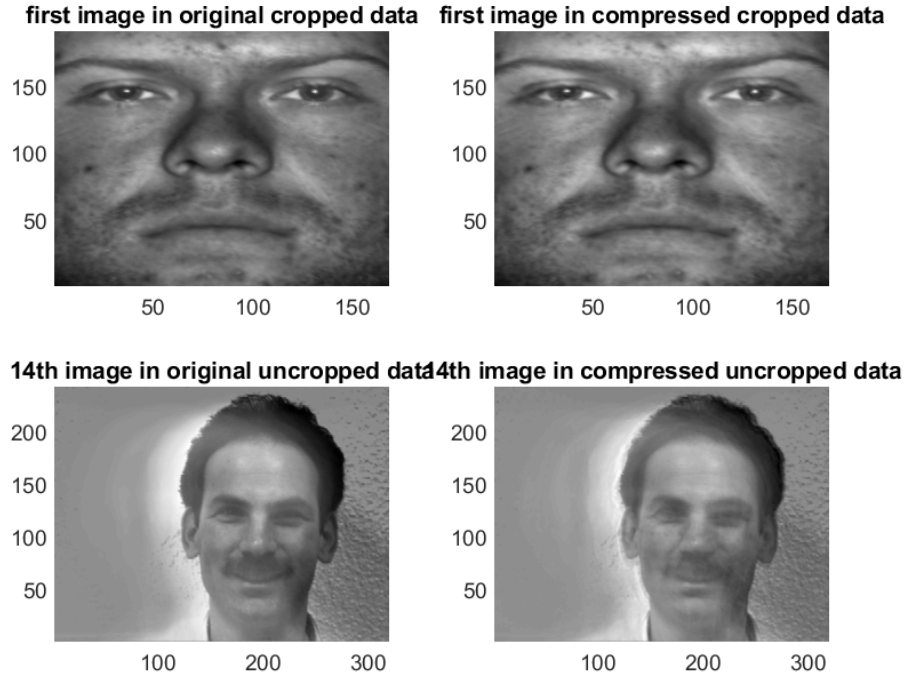 first image in original cropped data
150
100
50
50 100 150
first image in compressed cropped data
150
100
50
50 100 150
14th image in original uncropped data
200
150
100
50
100 200 300
14th image in compressed uncropped data
200
150
100
50
100 200 300